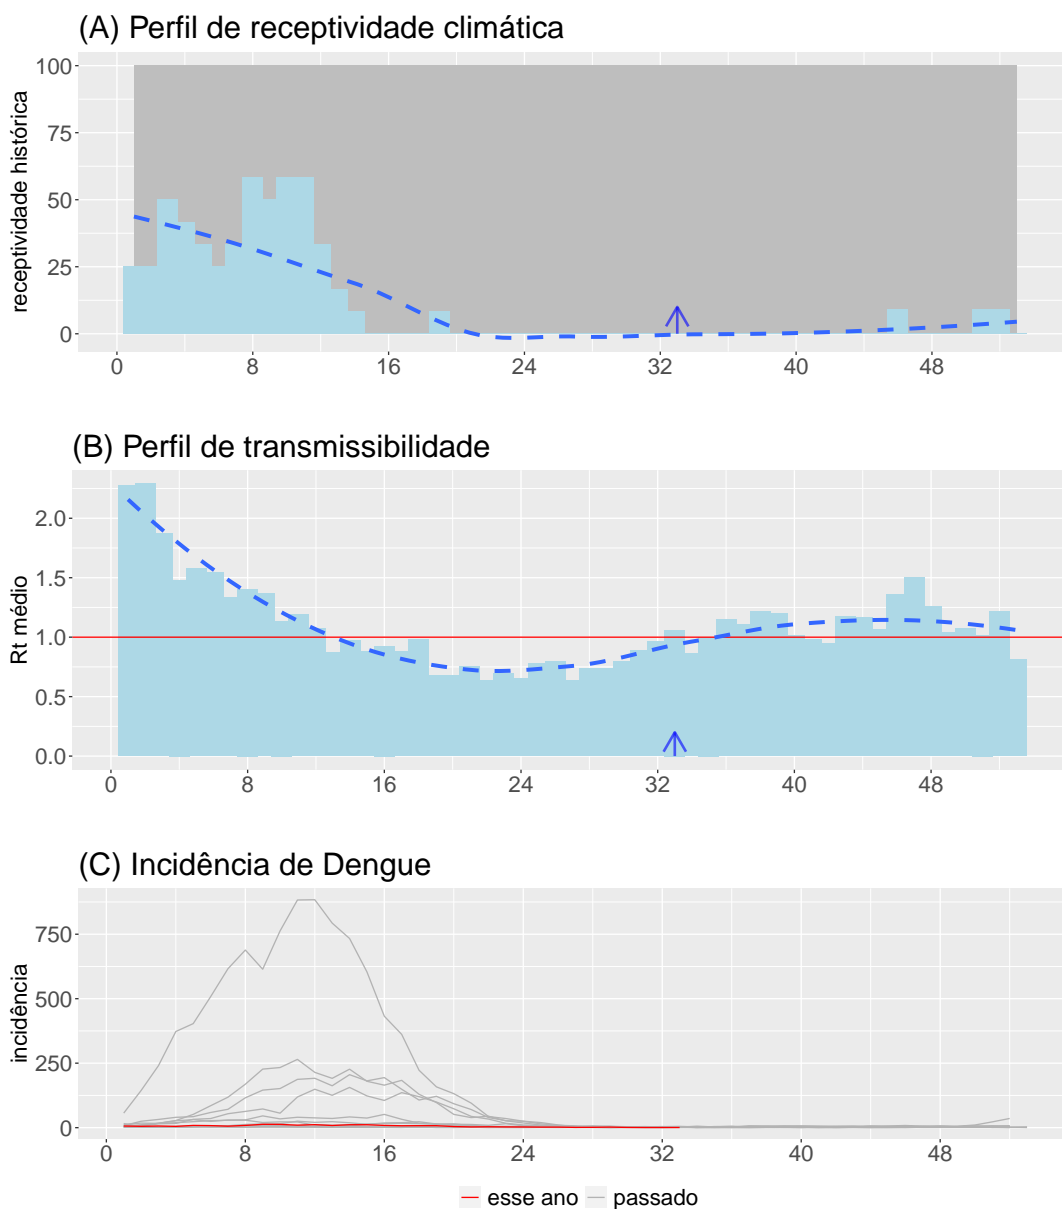 (A) Perfil de receptividade climática
receptividade histórica
100
75
50
25
0
0 8 16 24 32 40 48
(B) Perfil de transmissibilidade
Rt médio
2.0
1.5
1.0
0.5
0.0
0 8 16 24 32 40 48
(C) Incidência de Dengue
incidência
750
500
250
0
0 8 16 24 32 40 48
esse ano passado